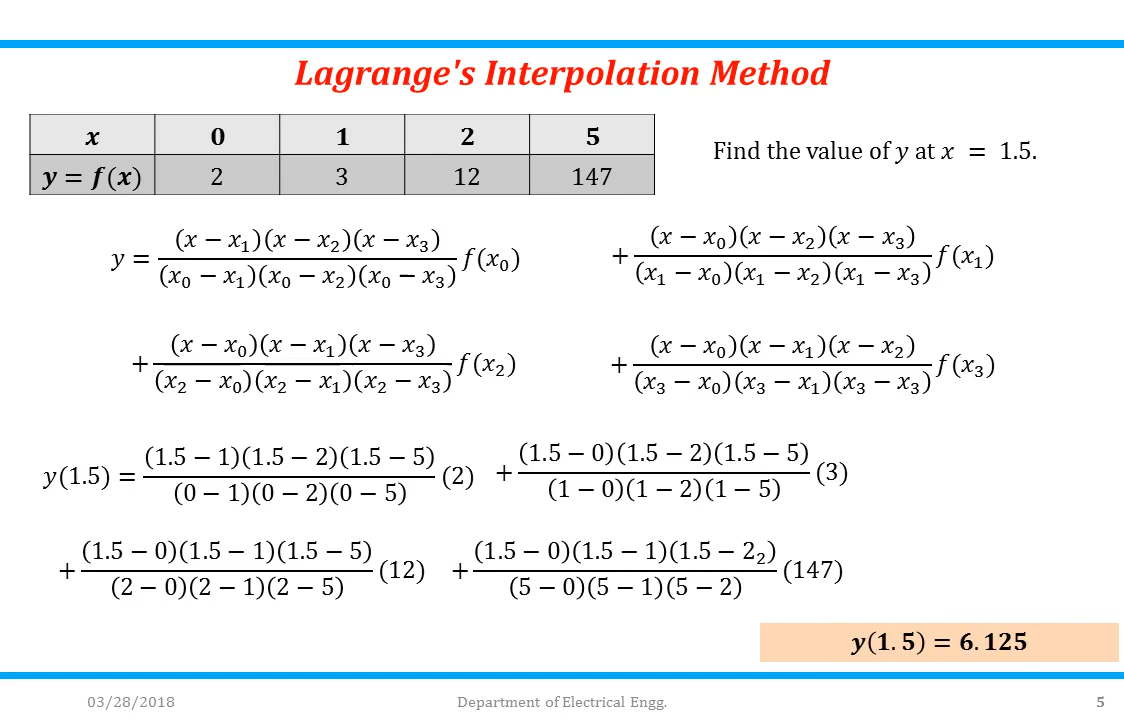 Lagrange's Interpolation Method
x 0 1 2 5
y = f(x) 2 3 12 147
Find the value of y at x = 1.5.
y = (x − x₁)(x − x₂)(x − x₃) / (x₀ − x₁)(x₀ − x₂)(x₀ − x₃) f(x₀) + (x − x₀)(x − x₂)(x − x₃) / (x₁ − x₀)(x₁ − x₂)(x₁ − x₃) f(x₁)
+ (x − x₀)(x − x₁)(x − x₃) / (x₂ − x₀)(x₂ − x₁)(x₂ − x₃) f(x₂) + (x − x₀)(x − x₁)(x − x₂) / (x₃ − x₀)(x₃ − x₁)(x₃ − x₃) f(x₃)
y(1.5) = (1.5 − 1)(1.5 − 2)(1.5 − 5) / (0 − 1)(0 − 2)(0 − 5) (2) + (1.5 − 0)(1.5 − 2)(1.5 − 5) / (1 − 0)(1 − 2)(1 − 5) (3)
+ (1.5 − 0)(1.5 − 1)(1.5 − 5) / (2 − 0)(2 − 1)(2 − 5) (12) + (1.5 − 0)(1.5 − 1)(1.5 − 2₂) / (5 − 0)(5 − 1)(5 − 2) (147)
y(1.5) = 6.125
03/28/2018 Department of Electrical Engg. 5